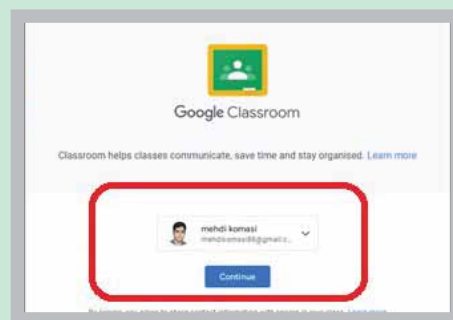 Google Classroom
Classroom helps classes communicate, save time and stay organised. Learn more
mehdi komasi
Continue